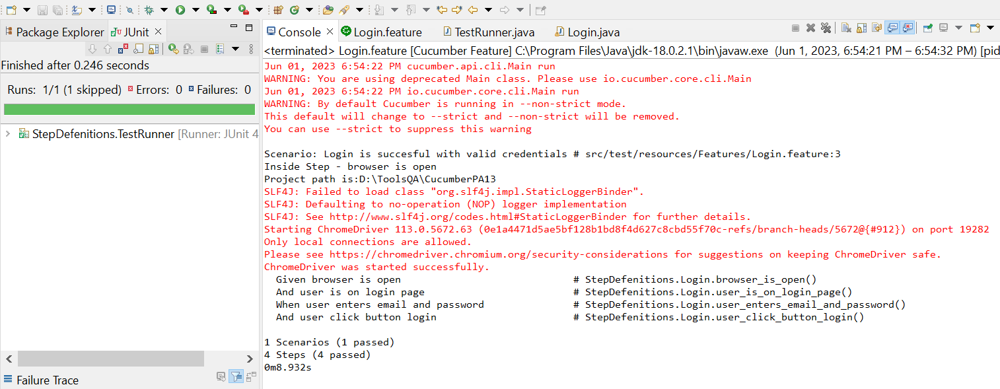 Package Explorer
JUnit
Finished after 0.246 seconds
Runs: 1/1 (1 skipped) Errors: 0 Failures: 0
StepDefenitions.TestRunner [Runner: JUnit 4
Failure Trace
Console Login.feature TestRunner.java Login.java
<terminated> Login.feature [Cucumber Feature] C:\Program Files\Java\jdk-18.0.2.1\bin\javaw.exe (Jun 1, 2023, 6:54:21 PM – 6:54:32 PM) [pid
Jun 01, 2023 6:54:22 PM cucumber.api.cli.Main run
WARNING: You are using deprecated Main class. Please use io.cucumber.core.cli.Main
Jun 01, 2023 6:54:22 PM io.cucumber.core.cli.Main run
WARNING: By default Cucumber is running in --non-strict mode.
This default will change to --strict and --non-strict will be removed.
You can use --strict to suppress this warning
Scenario: Login is succesful with valid credentials # src/test/resources/Features/Login.feature:3
Inside Step - browser is open
Project path is:D:\ToolsQA\CucumberPA13
SLF4J: Failed to load class "org.slf4j.impl.StaticLoggerBinder".
SLF4J: Defaulting to no-operation (NOP) logger implementation
SLF4J: See http://www.slf4j.org/codes.html#StaticLoggerBinder for further details.
Starting ChromeDriver 113.0.5672.63 (0e1a4471d5ae5bf128b1bd8f4d627c8cbd55f70c-refs/branch-heads/5672@{#912}) on port 19282
Only local connections are allowed.
Please see https://chromedriver.chromium.org/security-considerations for suggestions on keeping ChromeDriver safe.
ChromeDriver was started successfully.
Given browser is open # StepDefenitions.Login.browser_is_open()
And user is on login page # StepDefenitions.Login.user_is_on_login_page()
When user enters email and password # StepDefenitions.Login.user_enters_email_and_password()
And user click button login # StepDefenitions.Login.user_click_button_login()
1 Scenarios (1 passed)
4 Steps (4 passed)
0m8.932s